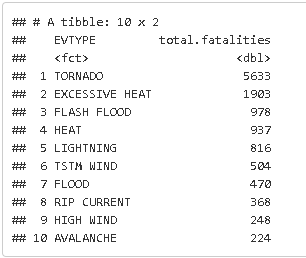 ## # A tibble: 10 x 2
##    EVTYPE         total.fatalities
##    <fct>                     <dbl>
##  1 TORNADO                    5633
##  2 EXCESSIVE HEAT             1903
##  3 FLASH FLOOD                 978
##  4 HEAT                        937
##  5 LIGHTNING                   816
##  6 TSTM WIND                   504
##  7 FLOOD                       470
##  8 RIP CURRENT                 368
##  9 HIGH WIND                   248
## 10 AVALANCHE                   224